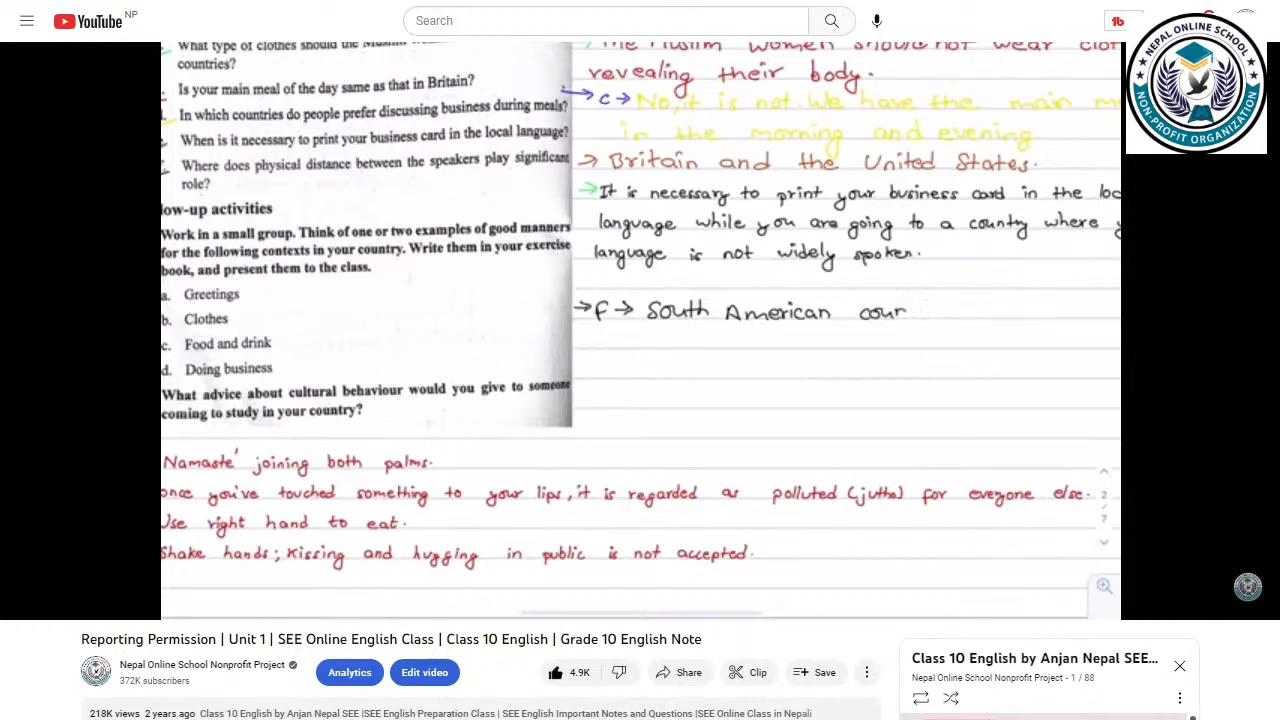 NP
YouTube
Search
What type of clothes should the Muslim
countries?
Is your main meal of the day same as that in Britain?
In which countries do people prefer discussing business during meals?
When is it necessary to print your business card in the local language?
Where does physical distance between the speakers play significant
role?
low-up activities
Work in a small group. Think of one or two examples of good manners
for the following contexts in your country. Write them in your exercise
book, and present them to the class.
a. Greetings
b. Clothes
c. Food and drink
d. Doing business
What advice about cultural behaviour would you give to someone
coming to study in your country?
The Muslim women should not wear clot
revealing their body.
→ c → No, it is not. We have the main m
in the morning and evening
→ Britain and the United States.
→ It is necessary to print your business card in the loc
language while you are going to a country where y
language is not widely spoken.
→ F → South American cour
Namaste' joining both palms.
once you've touched something to your lips, it is regarded as polluted (jutho) for everyone else.
Use right hand to eat.
Shake hands; kissing and hugging in public is not accepted.
2
/
7
NEPAL ONLINE SCHOOL
NON-PROFIT ORGANIZATION
Reporting Permission | Unit 1 | SEE Online English Class | Class 10 English | Grade 10 English Note
Nepal Online School Nonprofit Project
372K subscribers
Analytics
Edit video
4.9K
Share
Clip
Save
218K views 2 years ago Class 10 English by Anjan Nepal SEE |SEE English Preparation Class | SEE English Important Notes and Questions |SEE Online Class in Nepali
Class 10 English by Anjan Nepal SEE...
Nepal Online School Nonprofit Project - 1 / 88